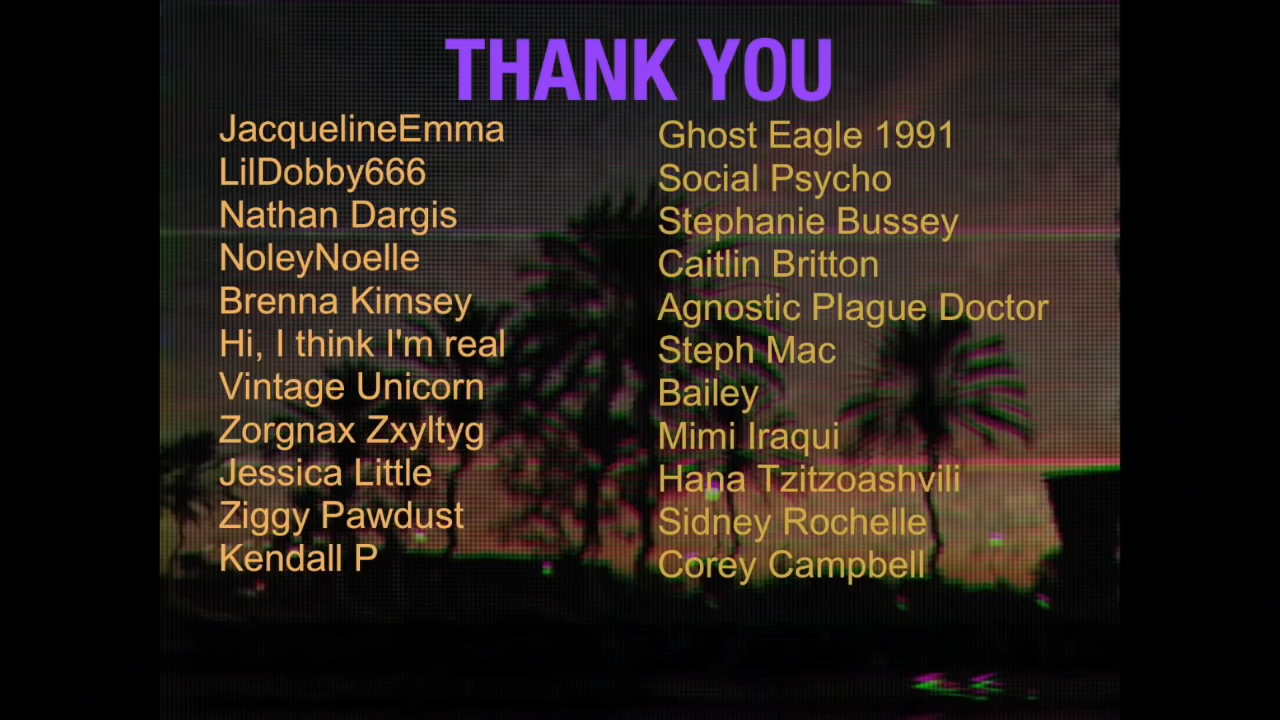 THANK YOU
JacquelineEmma
LilDobby666
Nathan Dargis
NoleyNoelle
Brenna Kimsey
Hi, I think I'm real
Vintage Unicorn
Zorgnax Zxyltyg
Jessica Little
Ziggy Pawdust
Kendall P
Ghost Eagle 1991
Social Psycho
Stephanie Bussey
Caitlin Britton
Agnostic Plague Doctor
Steph Mac
Bailey
Mimi Iraqui
Hana Tzitzoashvili
Sidney Rochelle
Corey Campbell